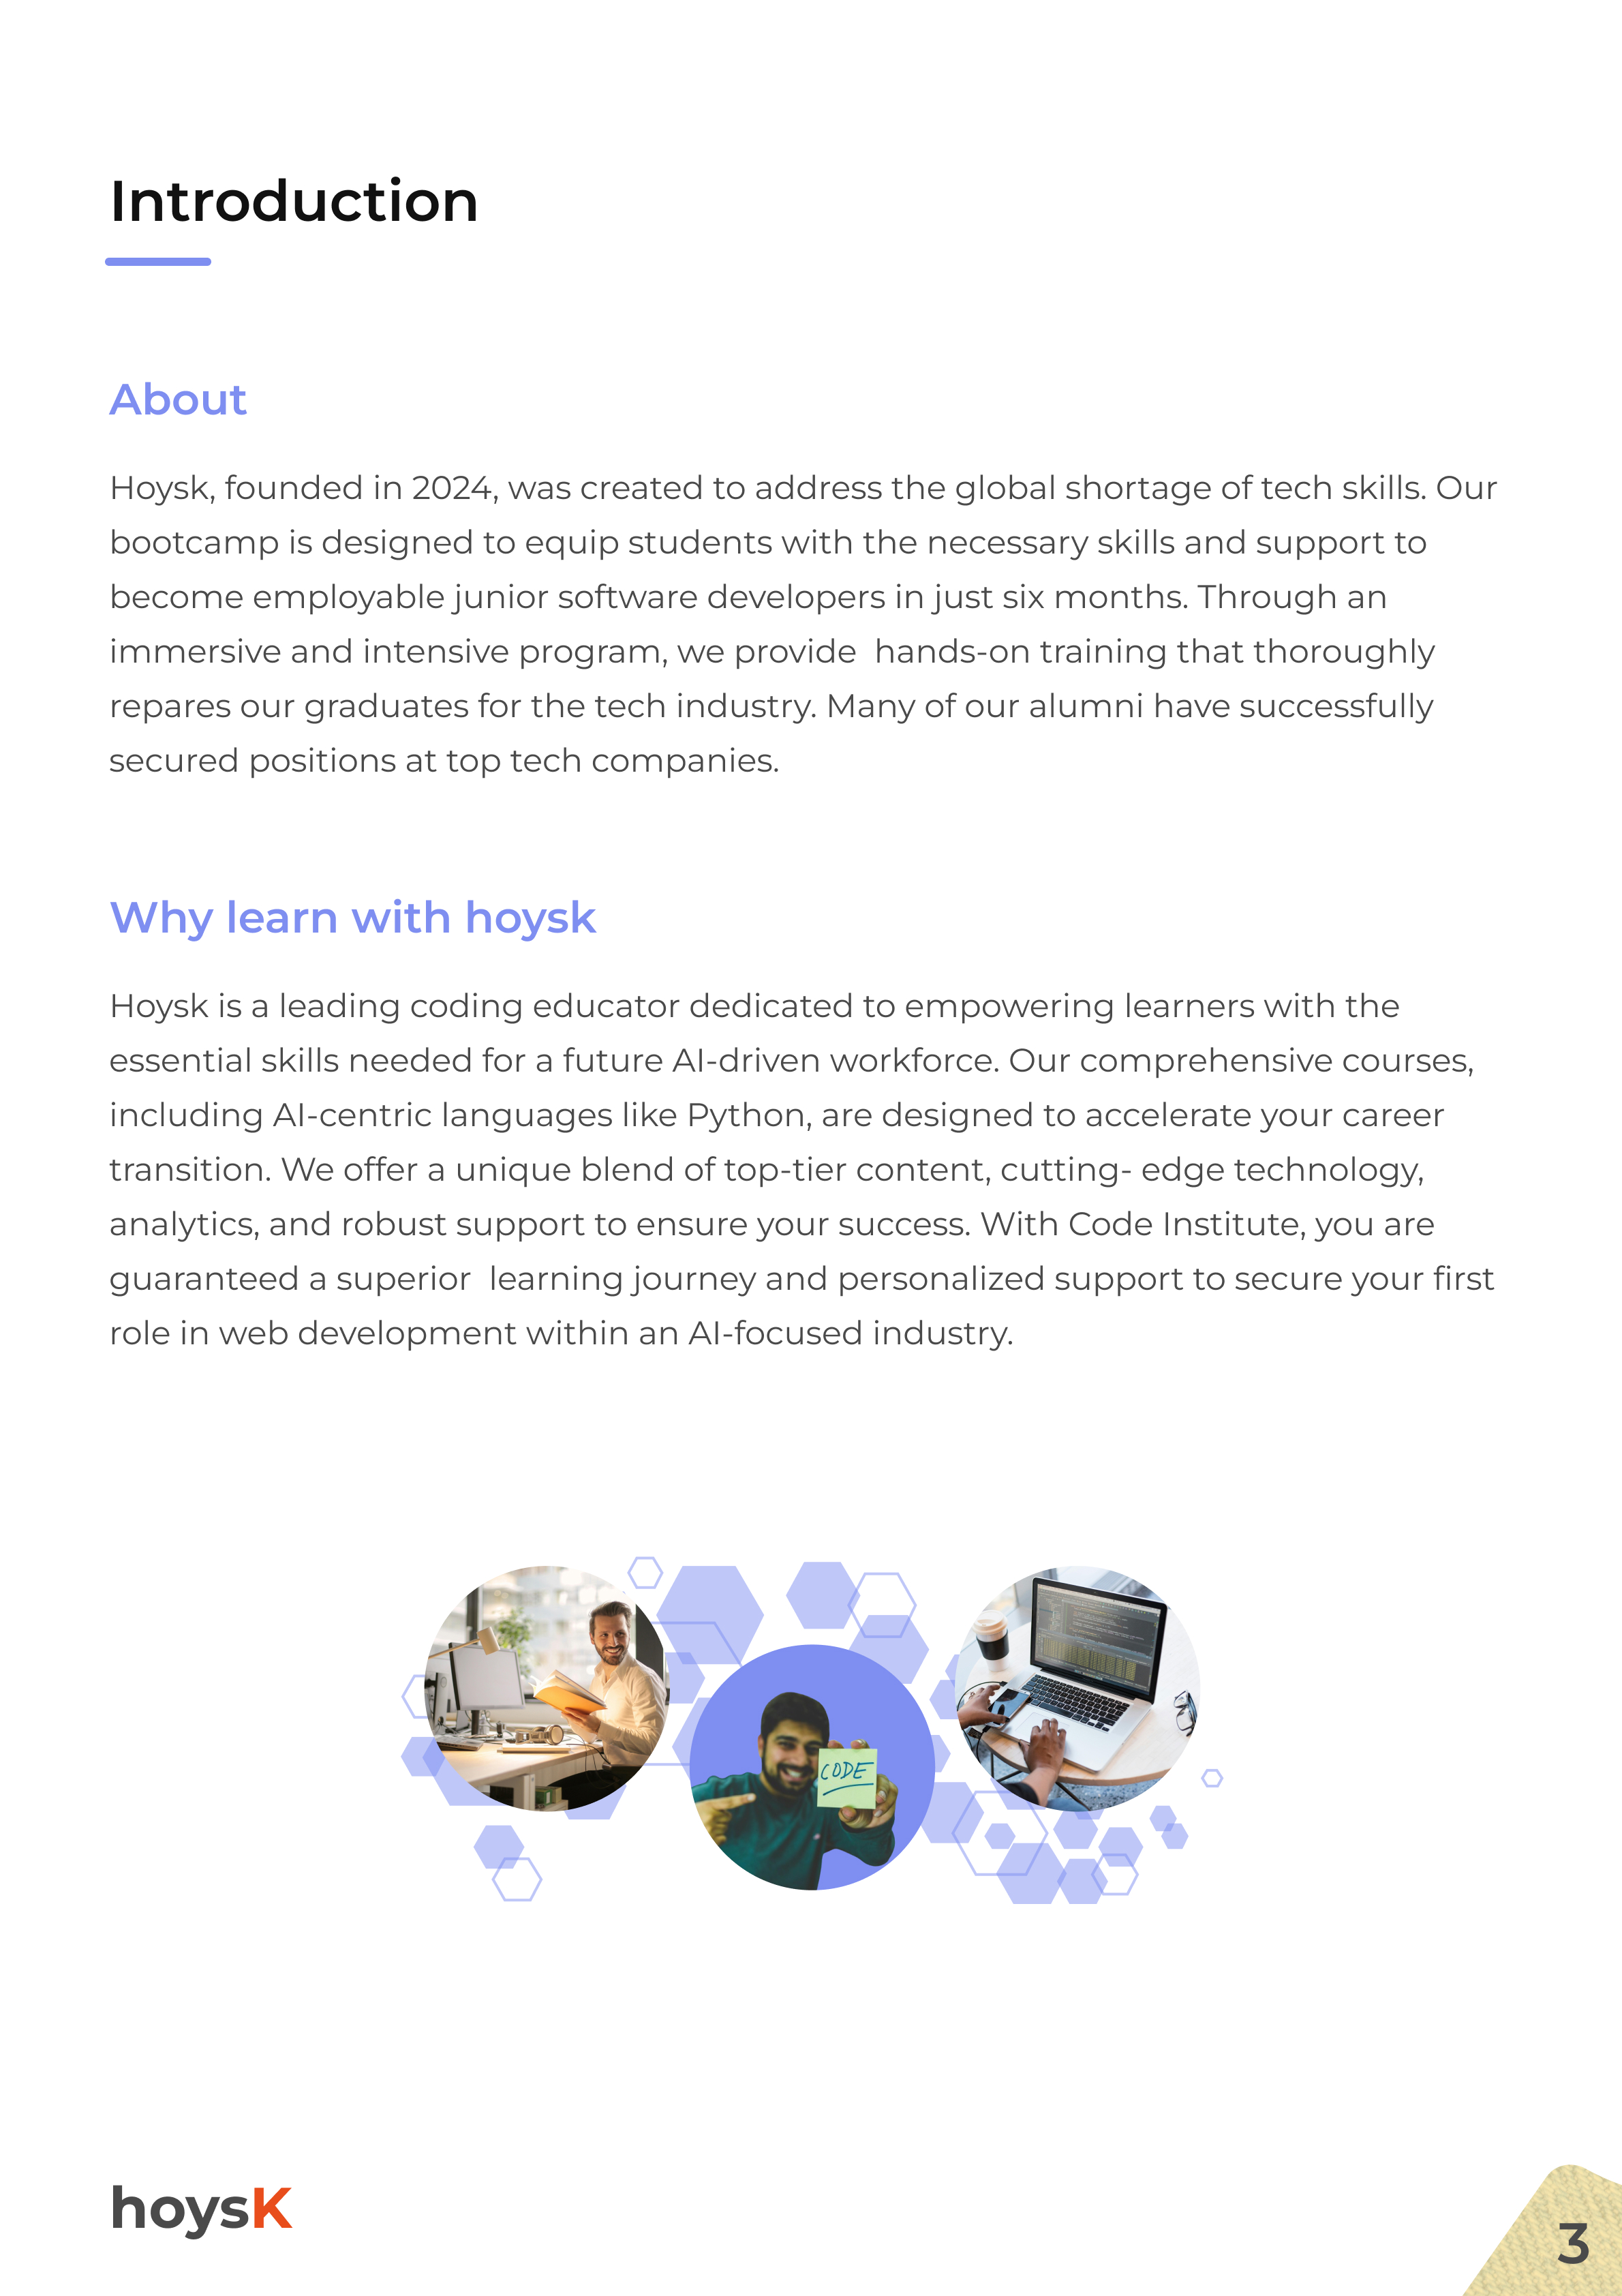 Introduction
About
Hoysk, founded in 2024, was created to address the global shortage of tech skills. Our
bootcamp is designed to equip students with the necessary skills and support to
become employable junior software developers in just six months. Through an
immersive and intensive program, we provide  hands-on training that thoroughly
repares our graduates for the tech industry. Many of our alumni have successfully
secured positions at top tech companies.
Why learn with hoysk
Hoysk is a leading coding educator dedicated to empowering learners with the
essential skills needed for a future AI-driven workforce. Our comprehensive courses,
including AI-centric languages like Python, are designed to accelerate your career
transition. We offer a unique blend of top-tier content, cutting- edge technology,
analytics, and robust support to ensure your success. With Code Institute, you are
guaranteed a superior  learning journey and personalized support to secure your first
role in web development within an AI-focused industry.
CODE
hoysK
3